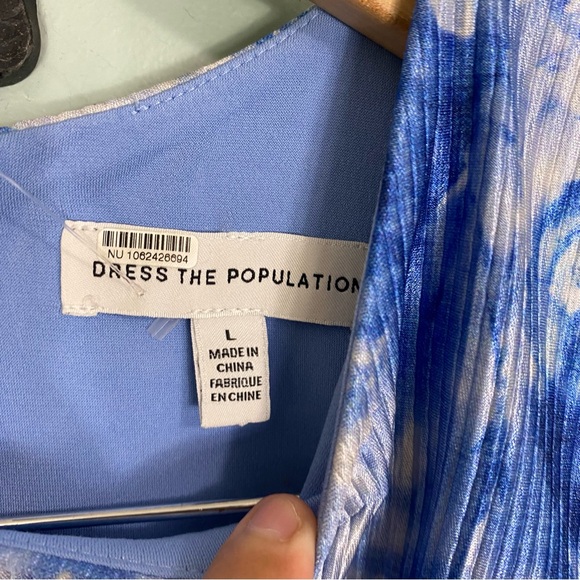 NU 1062426694
DRESS THE POPULATION
L
MADE IN
CHINA
FABRIQUE
EN CHINE